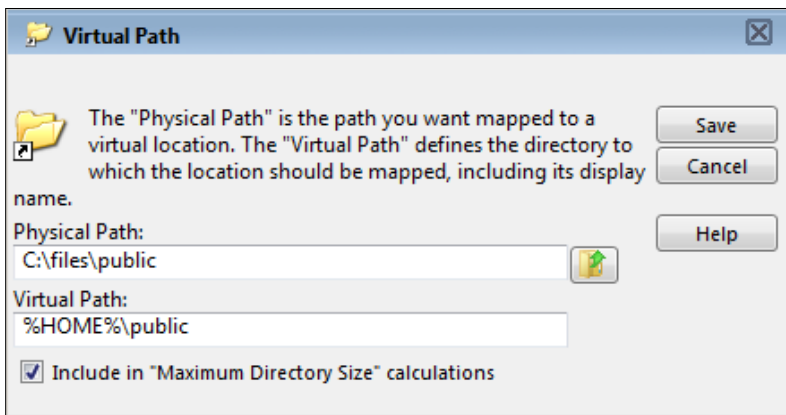 Virtual Path
The "Physical Path" is the path you want mapped to a
virtual location. The "Virtual Path" defines the directory to
which the location should be mapped, including its display
name.
Save
Cancel
Help
Physical Path:
C:\files\public
Virtual Path:
%HOME%\public
Include in "Maximum Directory Size" calculations